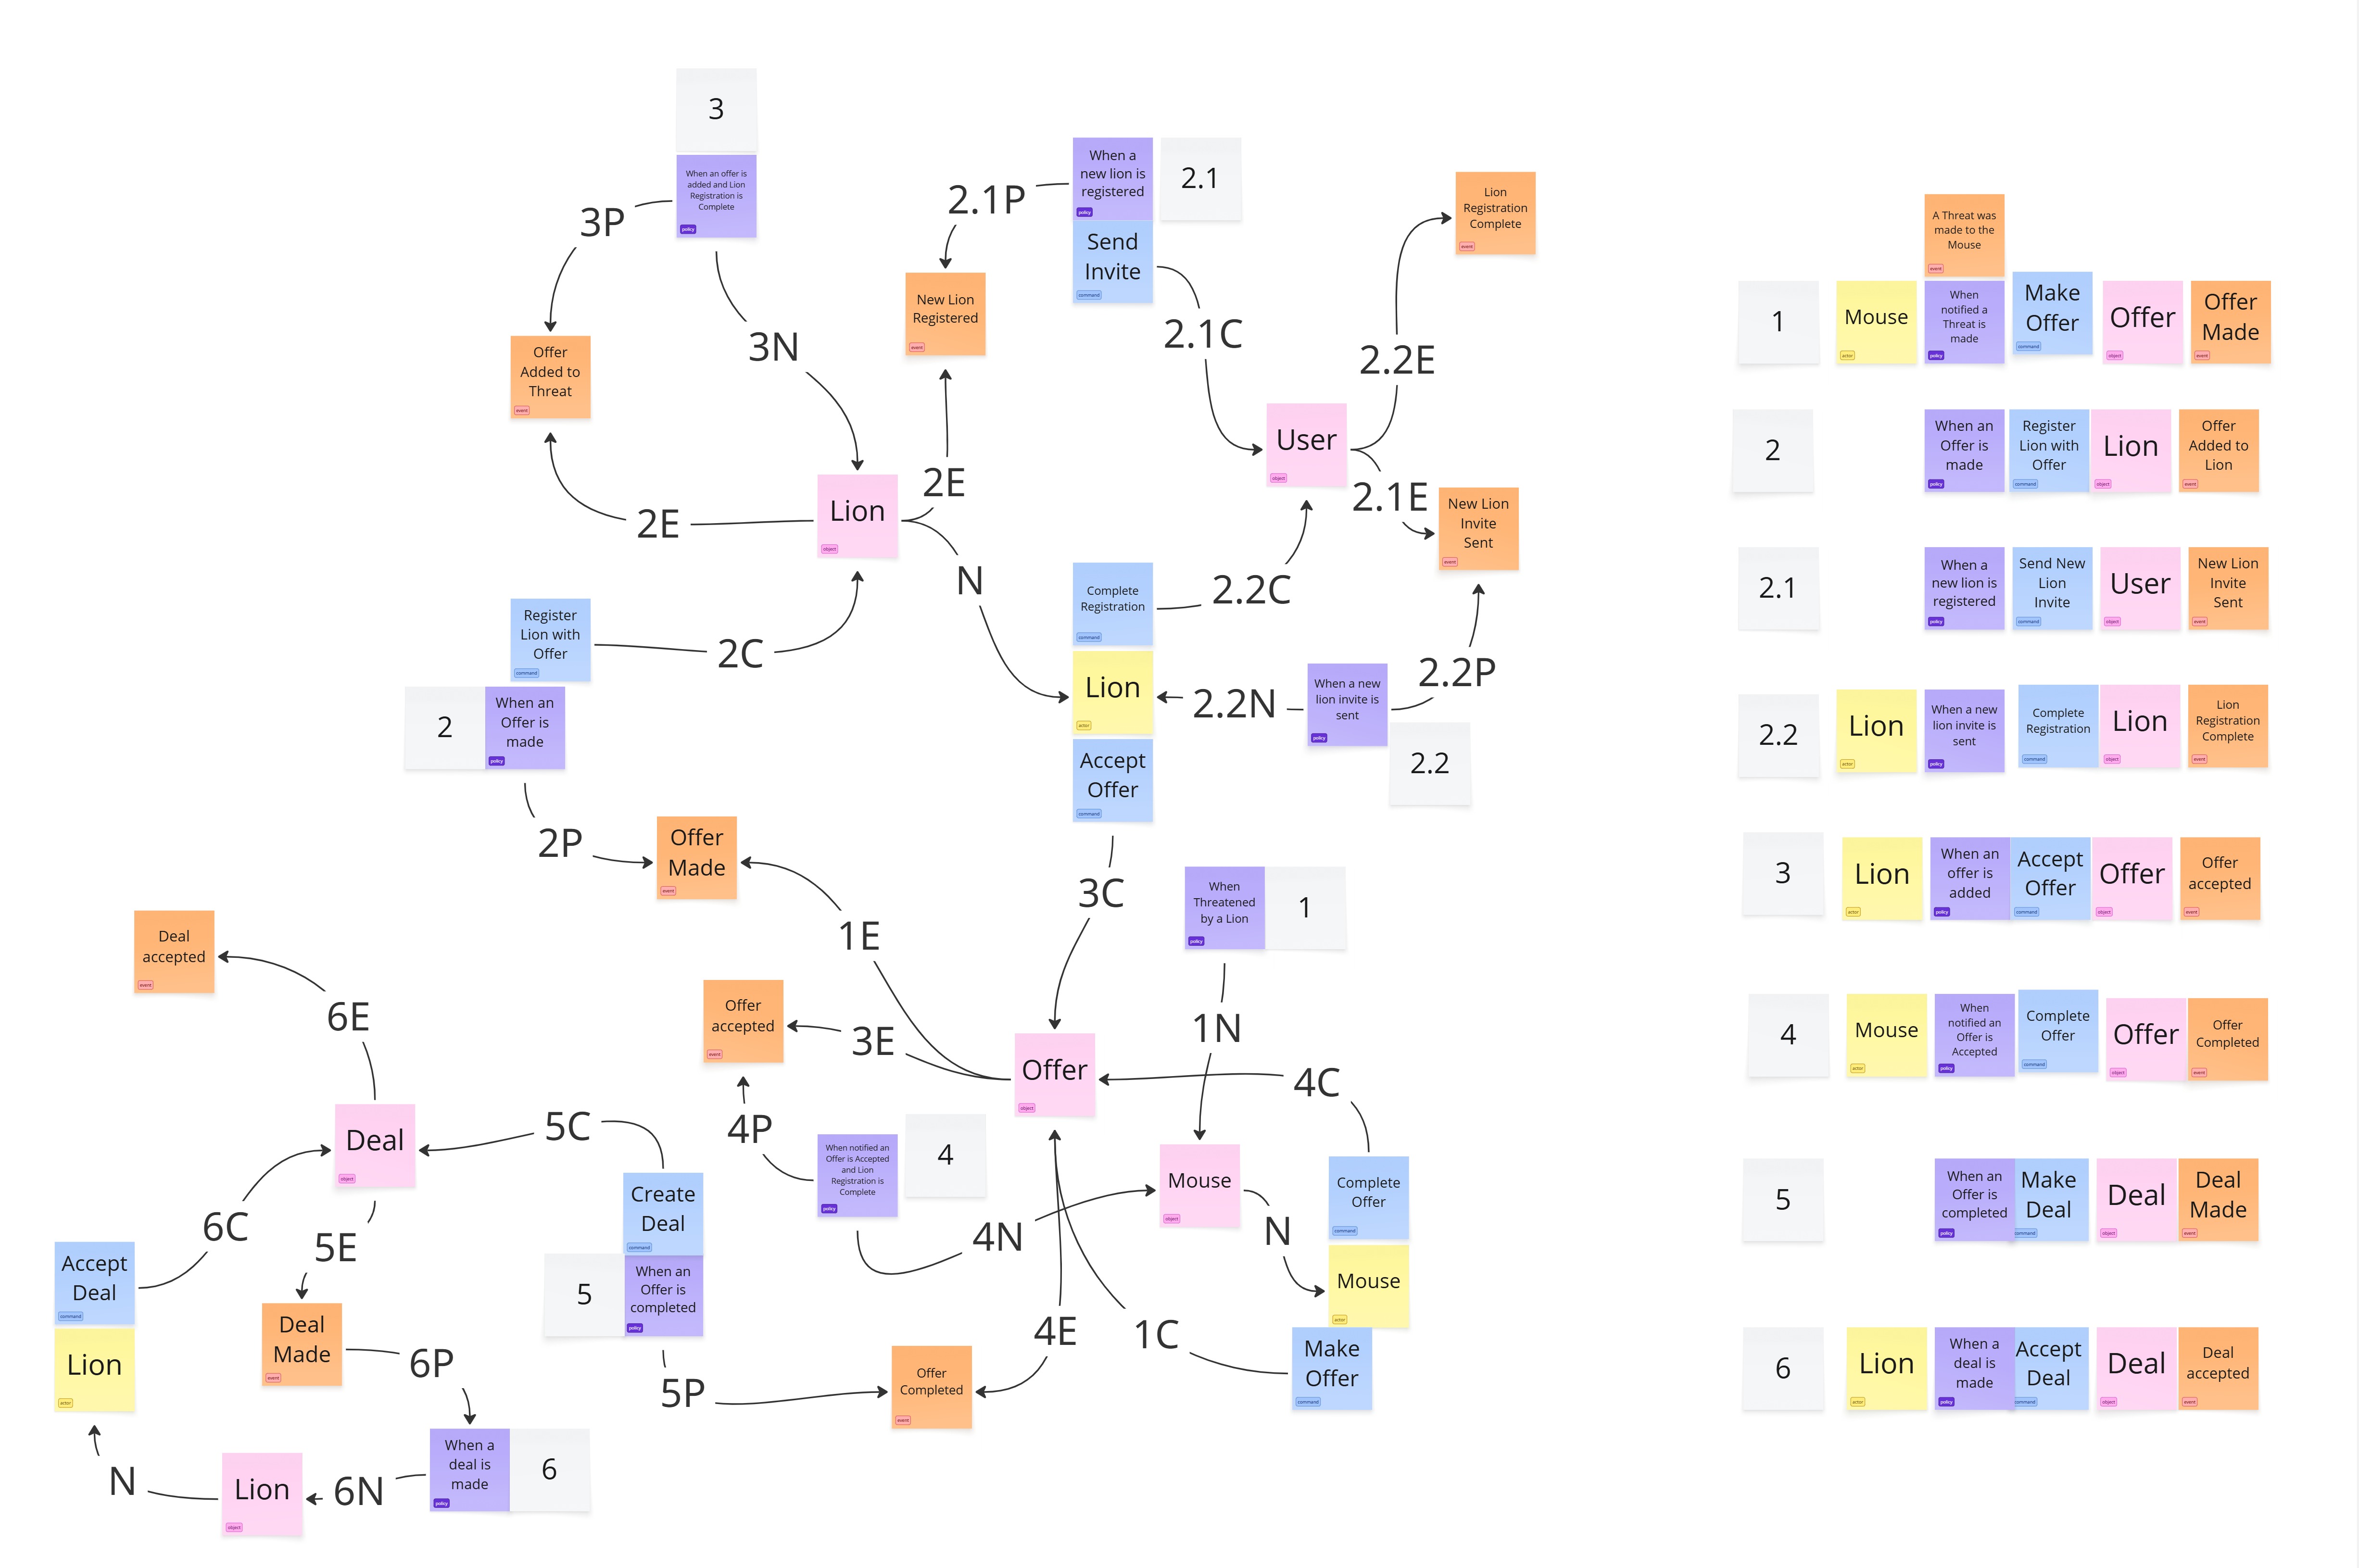 3
When an offer is
added and Lion
Registration is
Complete
policy
3P
3N
When a
new lion is
registered
policy
2.1
2.1P
Send
Invite
command
2.1C
Lion
Registration
Complete
event
New Lion
Registered
event
2.2E
Offer
Added to
Threat
event
User
object
2E
2E
Lion
object
2.1E
New Lion
Invite
Sent
event
N
Complete
Registration
command
2.2C
Register
Lion with
Offer
command
2C
Lion
actor
2.2N
When a new
lion invite is
sent
policy
2.2P
2.2
2
When an
Offer is
made
policy
Accept
Offer
command
2P
Offer
Made
event
3C
When
Threatened
by a Lion
policy
1
1E
Deal
accepted
event
6E
Offer
accepted
event
3E
1N
Offer
object
4C
Deal
object
5C
4P
When notified an
Offer is Accepted
and Lion
Registration is
Complete
policy
4
Mouse
object
Complete
Offer
command
6C
5E
Create
Deal
command
4N
N
Accept
Deal
command
5
When an
Offer is
completed
policy
Mouse
actor
Lion
actor
Deal
Made
event
6P
5P
Offer
Completed
event
4E
1C
Make
Offer
command
N
Lion
object
6N
When a
deal is
made
policy
6
A Threat was
made to the
Mouse
event
1
Mouse
actor
When
notified a
Threat is
made
policy
Make
Offer
command
Offer
object
Offer
Made
event
2
When an
Offer is
made
policy
Register
Lion with
Offer
command
Lion
object
Offer
Added to
Lion
event
2.1
When a
new lion is
registered
policy
Send New
Lion
Invite
command
User
object
New Lion
Invite
Sent
event
2.2
Lion
actor
When a new
lion invite is
sent
policy
Complete
Registration
command
Lion
object
Lion
Registration
Complete
event
3
Lion
actor
When an
offer is
added
policy
Accept
Offer
command
Offer
object
Offer
accepted
event
4
Mouse
actor
When
notified an
Offer is
Accepted
policy
Complete
Offer
command
Offer
object
Offer
Completed
event
5
When an
Offer is
completed
policy
Make
Deal
command
Deal
object
Deal
Made
event
6
Lion
actor
When a
deal is
made
policy
Accept
Deal
command
Deal
object
Deal
accepted
event